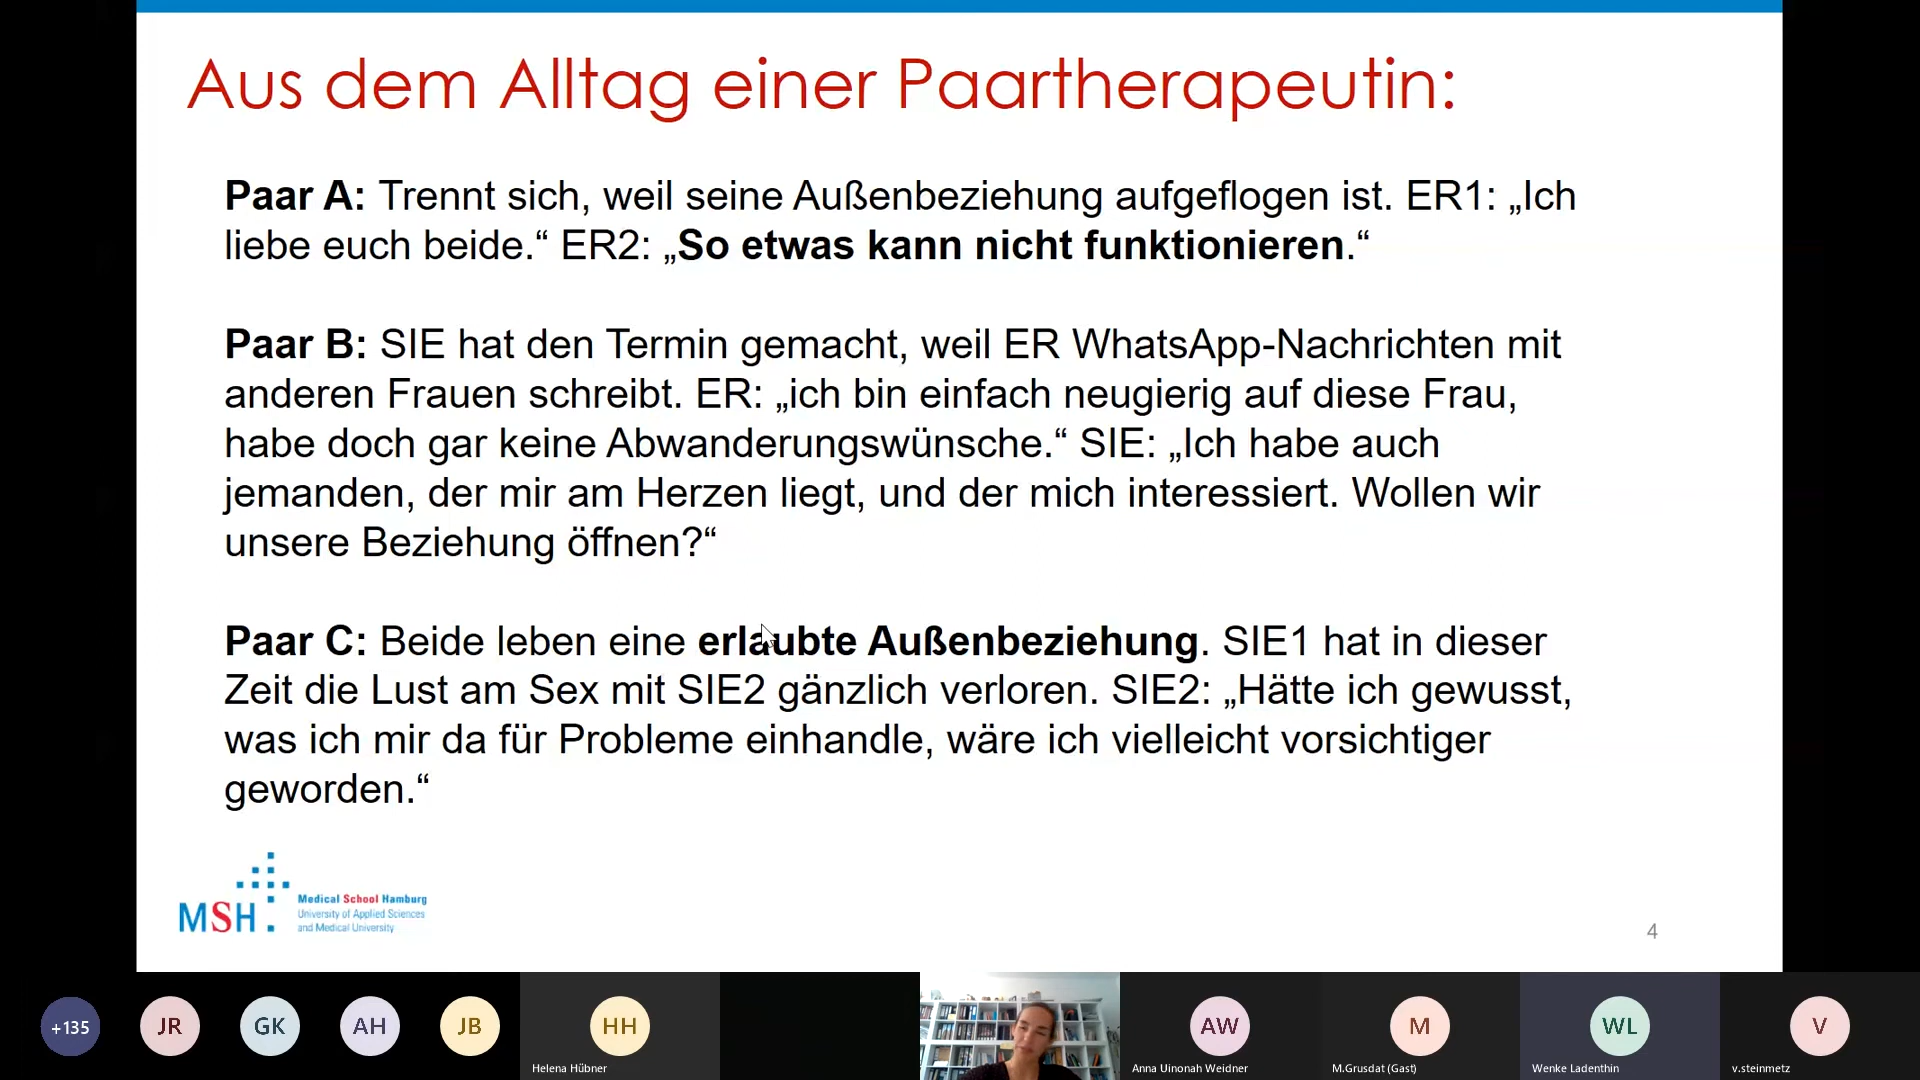 Aus dem Alltag einer Paartherapeutin:
Paar A: Trennt sich, weil seine Außenbeziehung aufgeflogen ist. ER1: „Ich
liebe euch beide.“ ER2: „So etwas kann nicht funktionieren.“
Paar B: SIE hat den Termin gemacht, weil ER WhatsApp-Nachrichten mit
anderen Frauen schreibt. ER: „ich bin einfach neugierig auf diese Frau,
habe doch gar keine Abwanderungswünsche.“ SIE: „Ich habe auch
jemanden, der mir am Herzen liegt, und der mich interessiert. Wollen wir
unsere Beziehung öffnen?“
Paar C: Beide leben eine erlaubte Außenbeziehung. SIE1 hat in dieser
Zeit die Lust am Sex mit SIE2 gänzlich verloren. SIE2: „Hätte ich gewusst,
was ich mir da für Probleme einhandle, wäre ich vielleicht vorsichtiger
geworden.“
MSH
Medical School Hamburg
University of Applied Sciences
and Medical University
4
+135
JR
GK
AH
JB
HH
AW
M
WL
V
Helena Hübner
Anna Uinonah Weidner
M.Grusdat (Gast)
Wenke Ladenthin
v.steinmetz